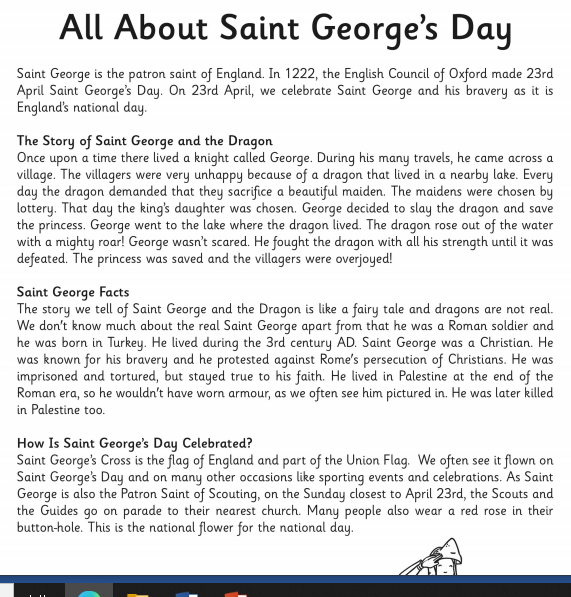 All About Saint George's Day
Saint George is the patron saint of England. In 1222, the English Council of Oxford made 23rd
April Saint George's Day. On 23rd April, we celebrate Saint George and his bravery as it is
England's national day.
The Story of Saint George and the Dragon
Once upon a time there lived a knight called George. During his many travels, he came across a
village. The villagers were very unhappy because of a dragon that lived in a nearby lake. Every
day the dragon demanded that they sacrifice a beautiful maiden. The maidens were chosen by
lottery. That day the king's daughter was chosen. George decided to slay the dragon and save
the princess. George went to the lake where the dragon lived. The dragon rose out of the water
with a mighty roar! George wasn't scared. He fought the dragon with all his strength until it was
defeated. The princess was saved and the villagers were overjoyed!
Saint George Facts
The story we tell of Saint George and the Dragon is like a fairy tale and dragons are not real.
We don't know much about the real Saint George apart from that he was a Roman soldier and
he was born in Turkey. He lived during the 3rd century AD. Saint George was a Christian. He
was known for his bravery and he protested against Rome's persecution of Christians. He was
imprisoned and tortured, but stayed true to his faith. He lived in Palestine at the end of the
Roman era, so he wouldn't have worn armour, as we often see him pictured in. He was later killed
in Palestine too.
How Is Saint George's Day Celebrated?
Saint George's Cross is the flag of England and part of the Union Flag. We often see it flown on
Saint George's Day and on many other occasions like sporting events and celebrations. As Saint
George is also the Patron Saint of Scouting, on the Sunday closest to April 23rd, the Scouts and
the Guides go on parade to their nearest church. Many people also wear a red rose in their
button-hole. This is the national flower for the national day.